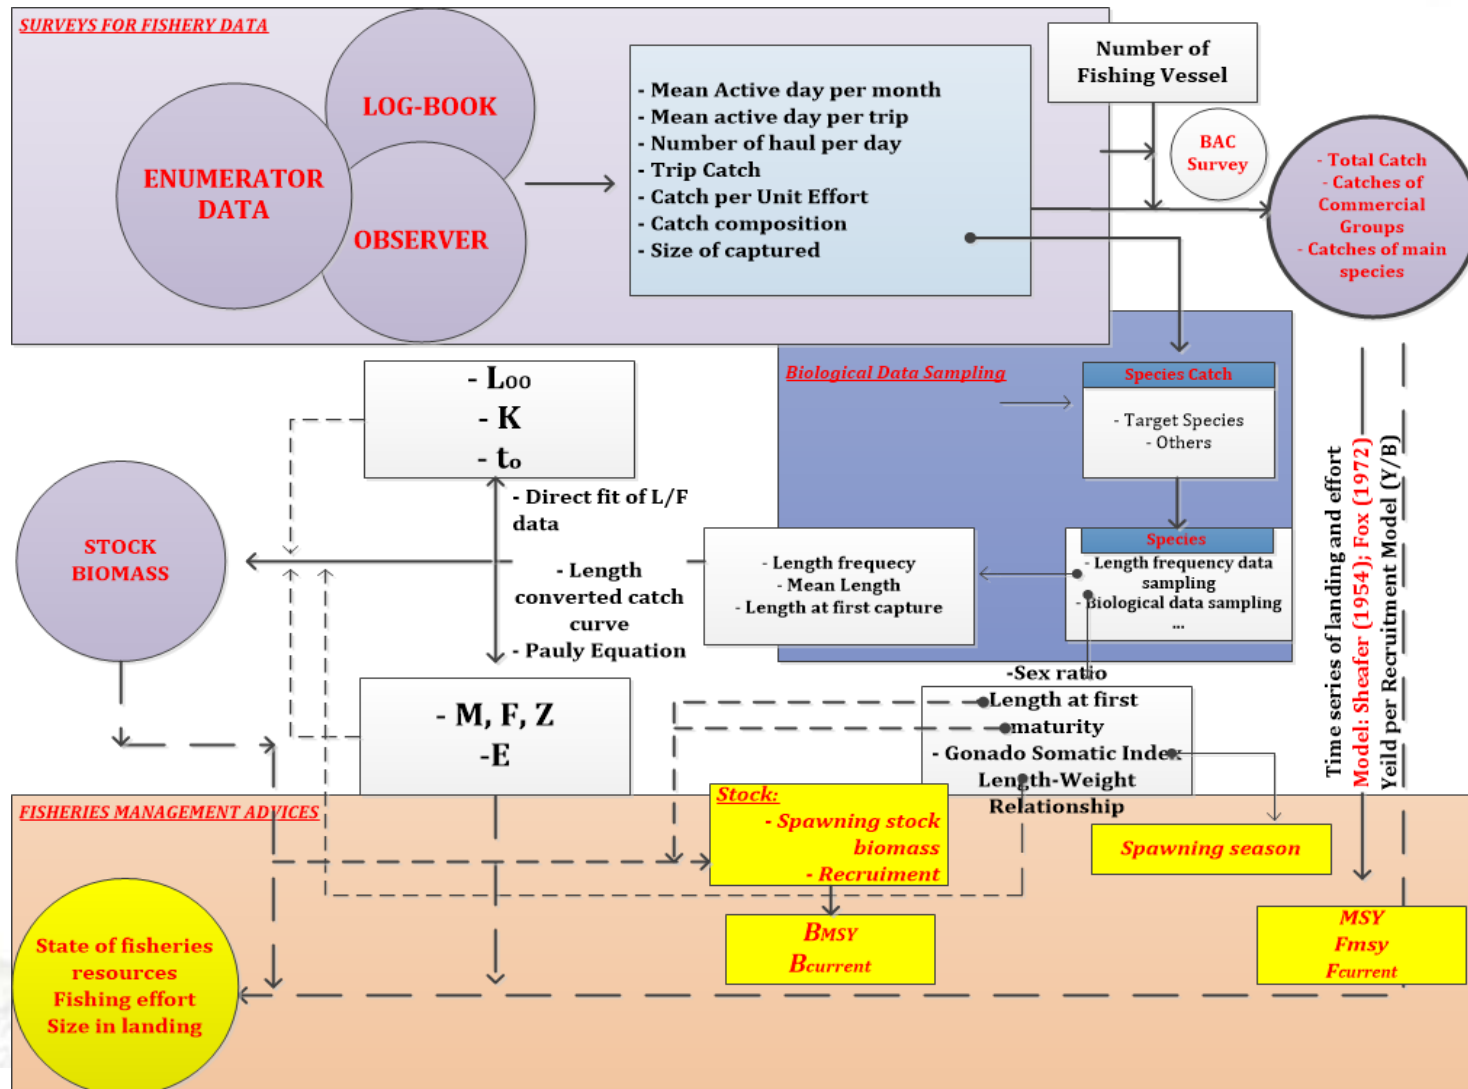 SURVEYS FOR FISHERY DATA
LOG-BOOK
ENUMERATOR
DATA
OBSERVER
- Mean Active day per month
- Mean active day per trip
- Number of haul per day
- Trip Catch
- Catch per Unit Effort
- Catch composition
- Size of captured
Number of
Fishing Vessel
BAC
Survey
- Total Catch
- Catches of
Commercial
Groups
- Catches of main
species
Biological Data Sampling
Species Catch
- Target Species
- Others
Species
- Length frequency data
sampling
- Biological data sampling
...
- Length frequecy
- Mean Length
- Length at first capture
- Loo
- K
- to
- Direct fit of L/F
data
- Length
converted catch
curve
- Pauly Equation
STOCK
BIOMASS
- M, F, Z
-E
-Sex ratio
Length at first
maturity
- Gonado Somatic Index
Length-Weight
Relationship
Time series of landing and effort
Model: Sheafer (1954); Fox (1972)
Yeild per Recruitment Model (Y/B)
FISHERIES MANAGEMENT ADVICES
Stock:
- Spawning stock
biomass
- Recruiment
Spawning season
BMSY
Bcurrent
MSY
Fmsy
Fcurrent
State of fisheries
resources
Fishing effort
Size in landing